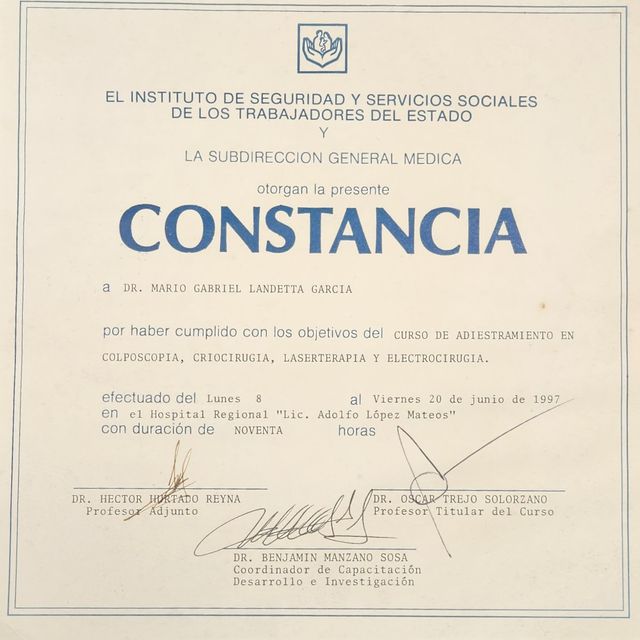 EL INSTITUTO DE SEGURIDAD Y SERVICIOS SOCIALES
DE LOS TRABAJADORES DEL ESTADO
Y
LA SUBDIRECCION GENERAL MEDICA
otorgan la presente
CONSTANCIA
a DR. MARIO GABRIEL LANDETTA GARCIA
por haber cumplido con los objetivos del CURSO DE ADIESTRAMIENTO EN
COLPOSCOPIA, CRIOCIRUGIA, LASERTERAPIA Y ELECTROCIRUGIA.
efectuado del Lunes 8 al Viernes 20 de junio de 1997
en el Hospital Regional "Lic. Adolfo López Mateos"
con duración de NOVENTA horas
DR. HECTOR HURTADO REYNA
Profesor Adjunto
DR. OSCAR TREJO SOLORZANO
Profesor Titular del Curso
DR. BENJAMIN MANZANO SOSA
Coordinador de Capacitación
Desarrollo e Investigación